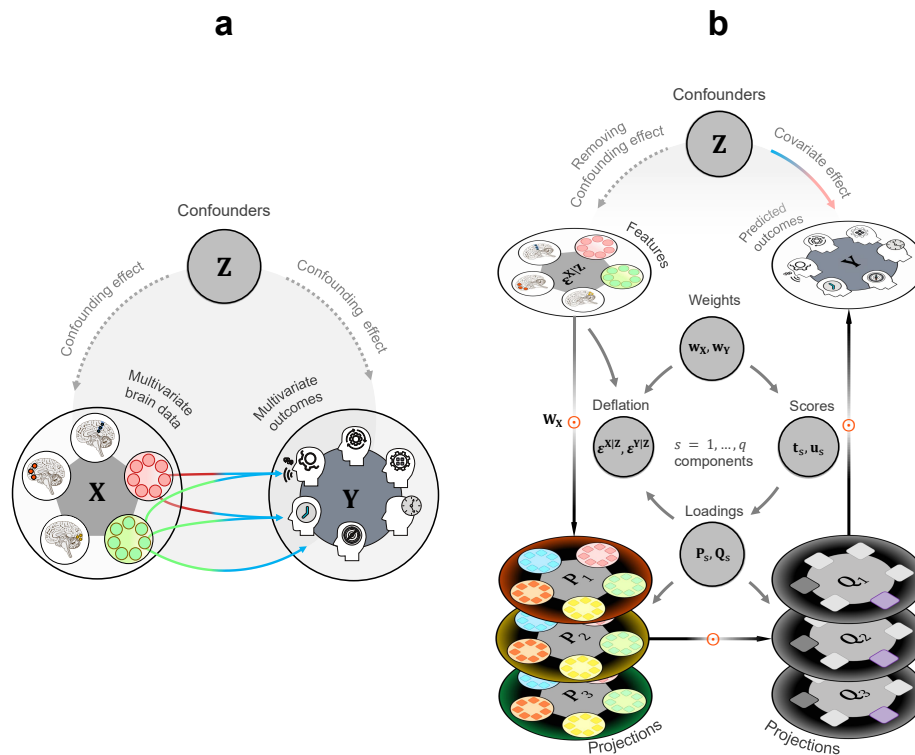 a
Confounders
Z
Confounding effect
Confounding effect
Multivariate
brain data
Multivariate
outcomes
X
Y
b
Confounders
Z
Removing
Confounding effect
Covariate effect
Features
Predicted
outcomes
ε^X|Z
Y
Weights
w_X, w_Y
W_X
Deflation
ε^X|Z, ε^Y|Z
s = 1, …, q
components
Scores
t_s, u_s
Loadings
P_s, Q_s
P_1
P_2
P_3
Q_1
Q_2
Q_3
Projections
Projections